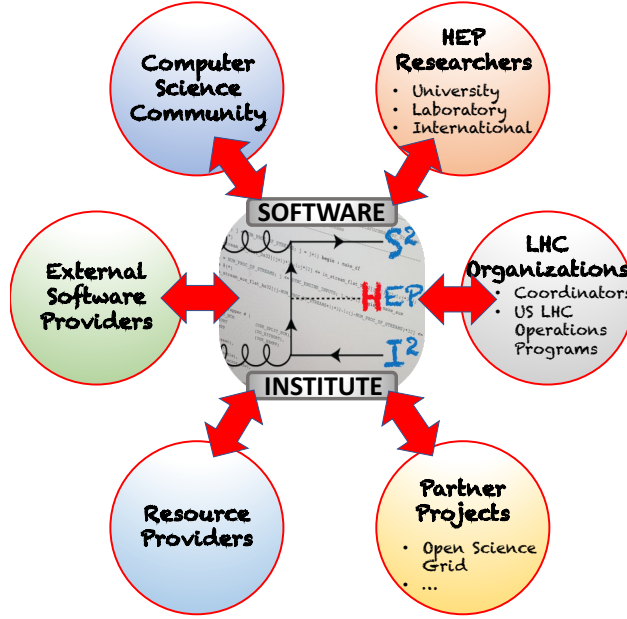 Computer
Science
Community
HEP
Researchers
• University
• Laboratory
• International
SOFTWARE
S²
HEP
I²
INSTITUTE
External
Software
Providers
LHC
Organizations
• Coordinators
• US LHC
Operations
Programs
Resource
Providers
Partner
Projects
• Open Science
Grid
• ...